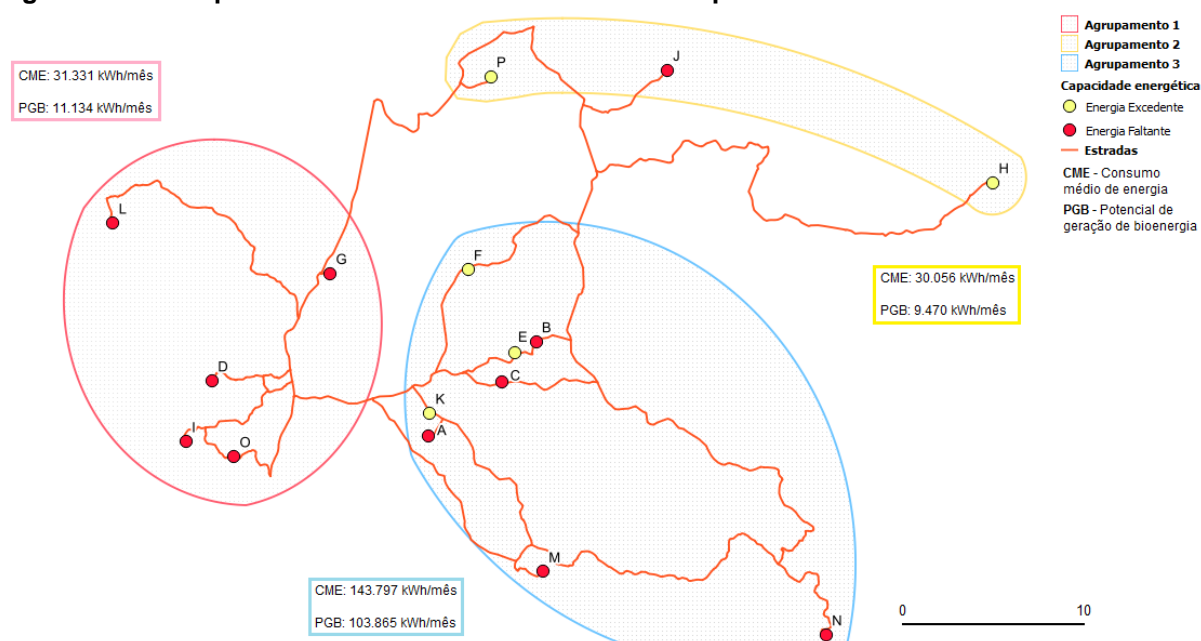 Agrupamento 1
Agrupamento 2
Agrupamento 3
Capacidade energética
Energia Excedente
Energia Faltante
Estradas
CME - Consumo
médio de energia
PGB - Potencial de
geração de bioenergia
CME: 31.331 kWh/mês
PGB: 11.134 kWh/mês
P
J
H
L
G
F
CME: 30.056 kWh/mês
PGB: 9.470 kWh/mês
E
B
D
C
K
A
I
O
M
CME: 143.797 kWh/mês
PGB: 103.865 kWh/mês
N
0
10